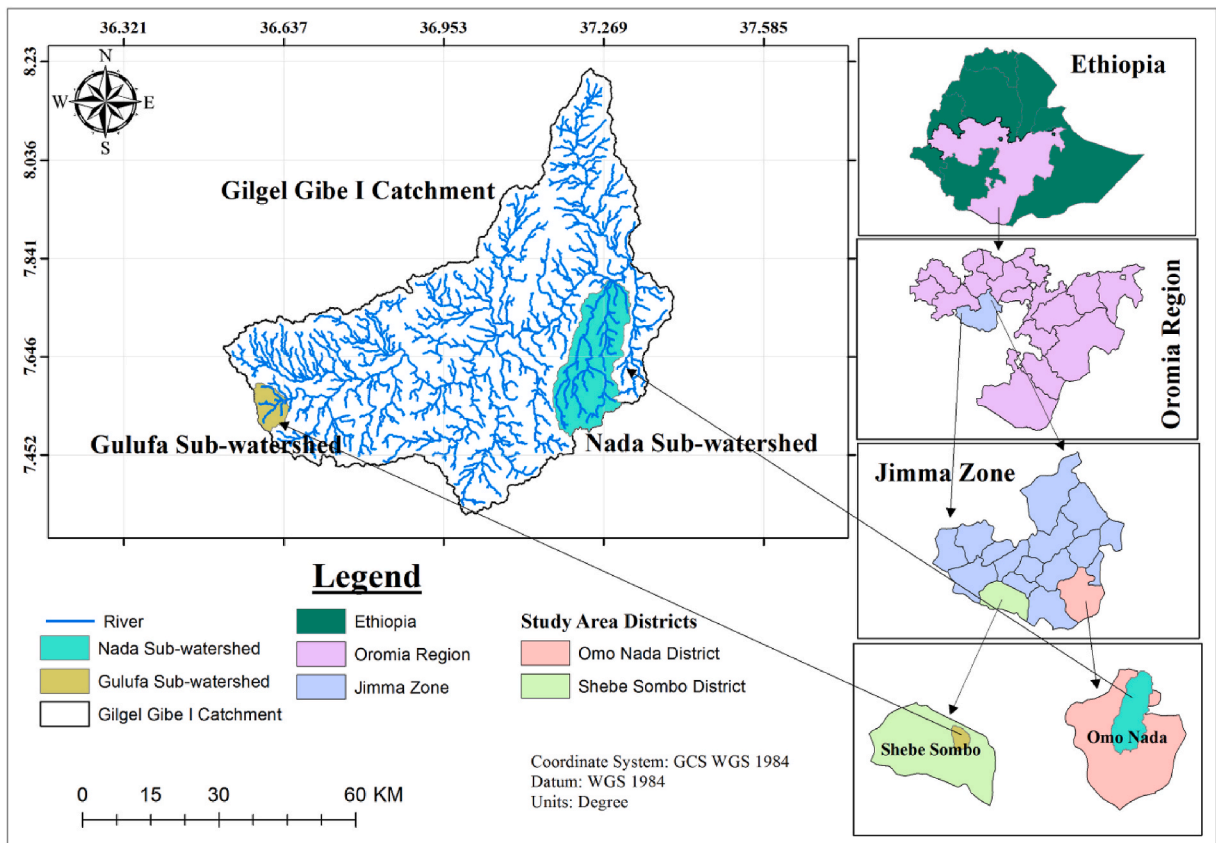 36.321 36.637 36.953 37.269 37.585
8.23
8.036
7.841
7.646
7.452
N
W E
S
Gilgel Gibe I Catchment
Gulufa Sub-watershed
Nada Sub-watershed
Ethiopia
Oromia Region
Jimma Zone
Shebe Sombo
Omo Nada
Legend
River
Nada Sub-watershed
Gulufa Sub-watershed
Gilgel Gibe I Catchment
Ethiopia
Oromia Region
Jimma Zone
Study Area Districts
Omo Nada District
Shebe Sombo District
Coordinate System: GCS WGS 1984
Datum: WGS 1984
Units: Degree
0 15 30 60 KM